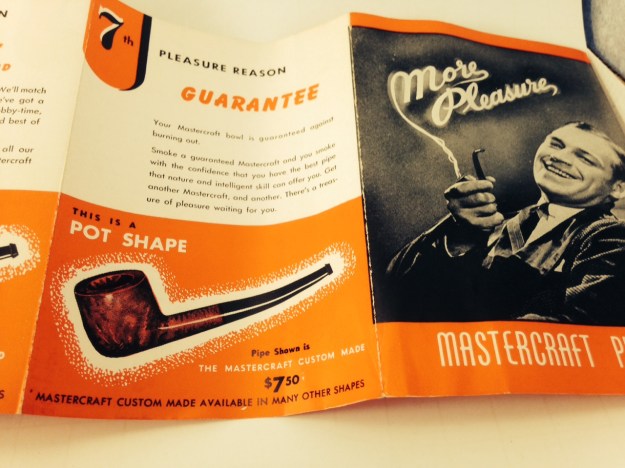 N
D
We'll match
've got a
bby-time,
d best of
all our
tercraft
S
7th
PLEASURE REASON
GUARANTEE
Your Mastercraft bowl is guaranteed against
burning out.
Smoke a guaranteed Mastercraft and you smoke
with the confidence that you have the best pipe
that nature and intelligent skill can offer you. Get
another Mastercraft, and another. There's a treas-
ure of pleasure waiting for you.
THIS IS A
POT SHAPE
Pipe Shown is
THE MASTERCRAFT CUSTOM MADE
$7.50
MASTERCRAFT CUSTOM MADE AVAILABLE IN MANY OTHER SHAPES
More
Pleasure
MASTERCRAFT P